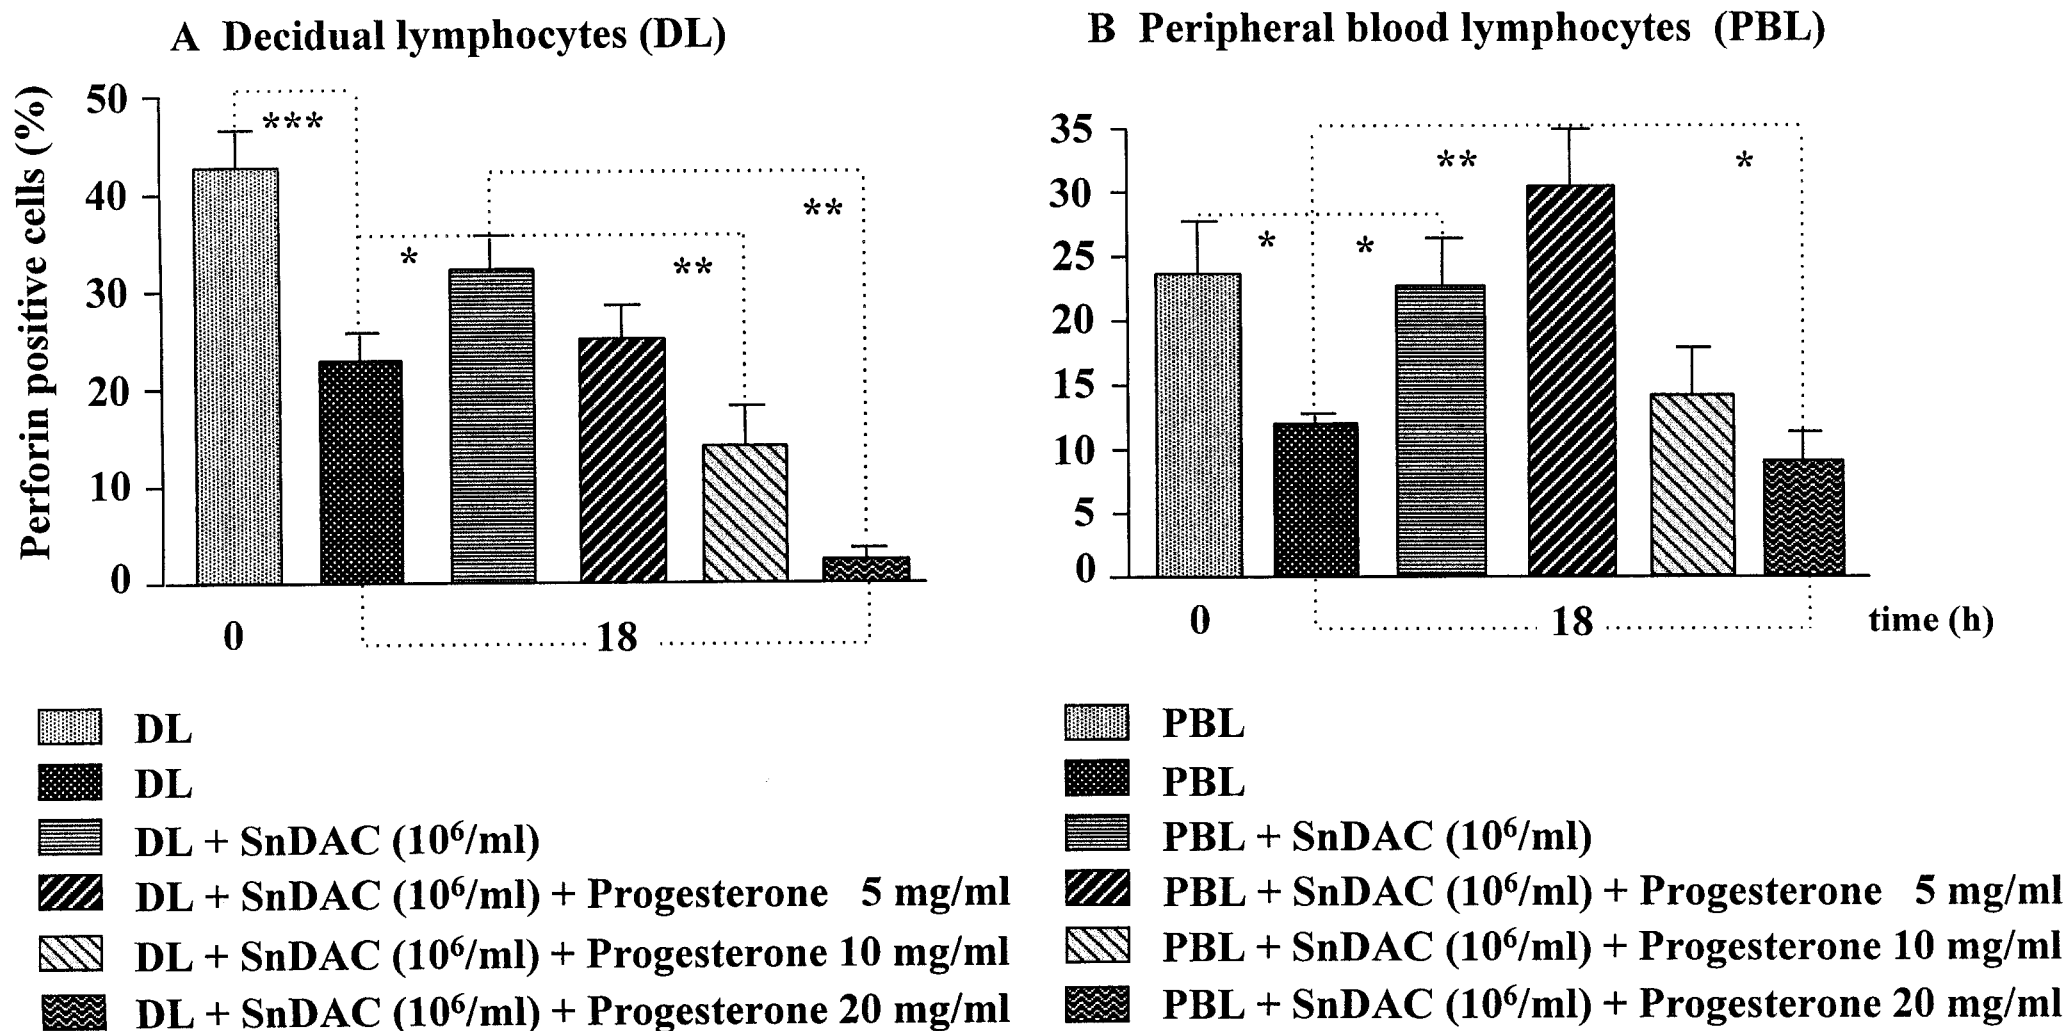 A Decidual lymphocytes (DL)
Perforin positive cells (%)
50
40
30
20
10
0
***
*
**
**
0
18
DL
DL
DL + SnDAC (10⁶/ml)
DL + SnDAC (10⁶/ml) + Progesterone 5 mg/ml
DL + SnDAC (10⁶/ml) + Progesterone 10 mg/ml
DL + SnDAC (10⁶/ml) + Progesterone 20 mg/ml
B Peripheral blood lymphocytes (PBL)
35
30
25
20
15
10
5
0
*
*
**
*
0
18
time (h)
PBL
PBL
PBL + SnDAC (10⁶/ml)
PBL + SnDAC (10⁶/ml) + Progesterone 5 mg/ml
PBL + SnDAC (10⁶/ml) + Progesterone 10 mg/ml
PBL + SnDAC (10⁶/ml) + Progesterone 20 mg/ml